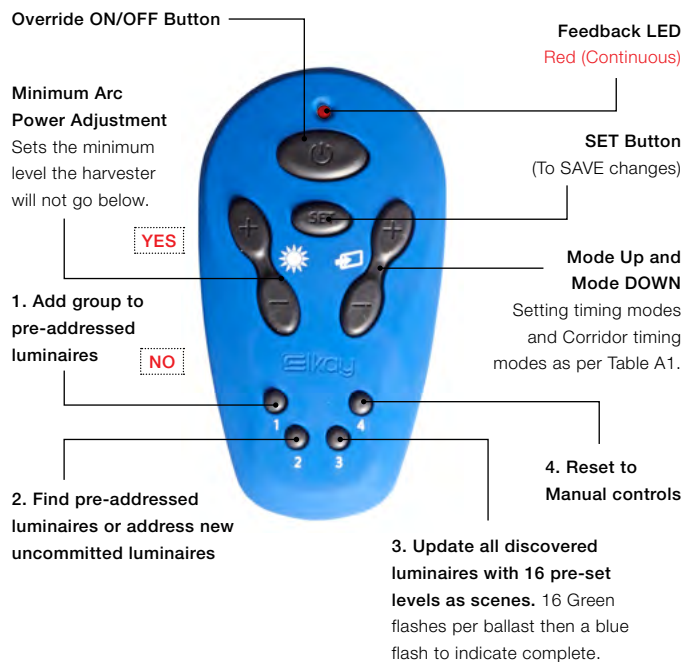 Override ON/OFF Button
Feedback LED
Red (Continuous)
Minimum Arc
Power Adjustment
Sets the minimum
level the harvester
will not go below.
SET Button
(To SAVE changes)
SET
YES
Mode Up and
Mode DOWN
Setting timing modes
and Corridor timing
modes as per Table A1.
1. Add group to
pre-addressed
luminaires
NO
Elkay
1
4
2
3
4. Reset to
Manual controls
2. Find pre-addressed
luminaires or address new
uncommitted luminaires
3. Update all discovered
luminaires with 16 pre-set
levels as scenes. 16 Green
flashes per ballast then a blue
flash to indicate complete.